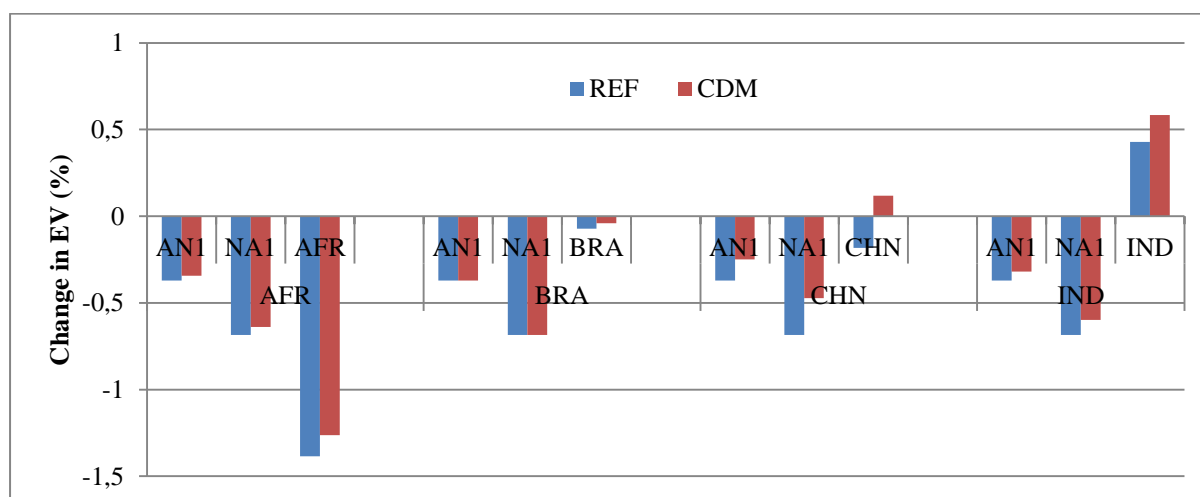 1
REF CDM
0,5
Change in EV (%)
0
AN1 NA1 AFR AN1 NA1 BRA AN1 NA1 CHN AN1 NA1 IND
-0,5
AFR BRA CHN IND
-1
-1,5